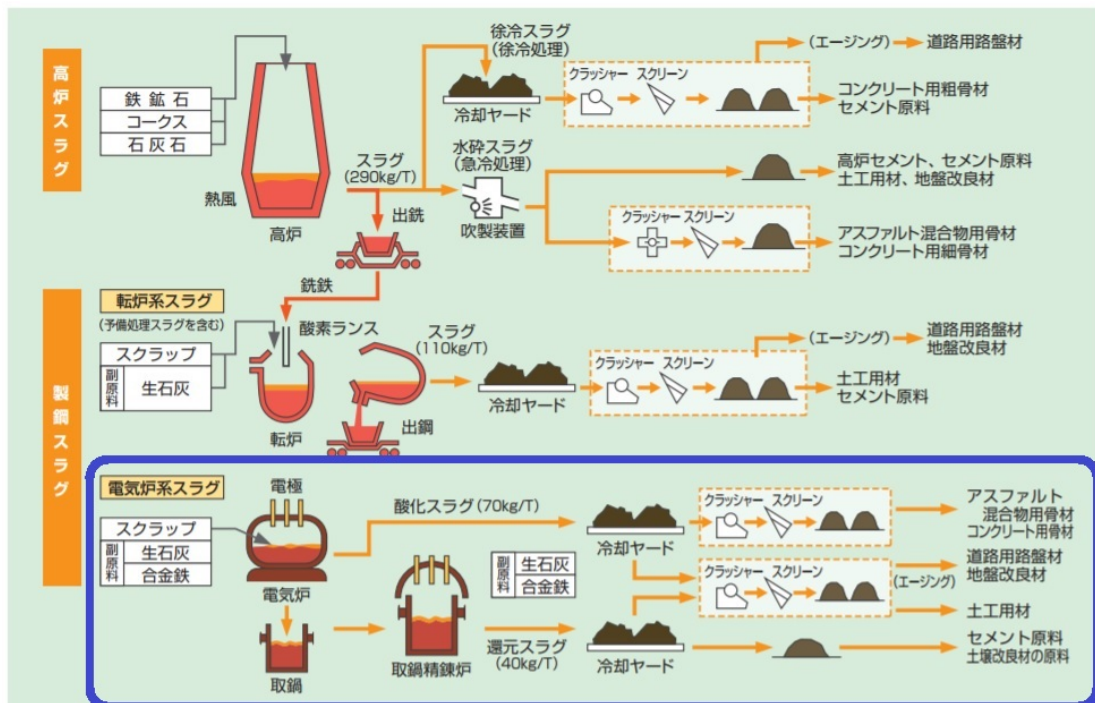 高炉スラグ
鉄鉱石
コークス
石灰石
熱風
高炉
スラグ
(290kg/T)
出銑
徐冷スラグ
(徐冷処理)
冷却ヤード
クラッシャー スクリーン
(エージング)
道路用路盤材
コンクリート用粗骨材
セメント原料
水砕スラグ
(急冷処理)
吹製装置
高炉セメント、セメント原料
土工用材、地盤改良材
クラッシャー スクリーン
アスファルト混合物用骨材
コンクリート用細骨材
製鋼スラグ
転炉系スラグ
(予備処理スラグを含む)
銑鉄
酸素ランス
スクラップ
副原料
生石灰
転炉
出鋼
スラグ
(110kg/T)
冷却ヤード
クラッシャー スクリーン
(エージング)
道路用路盤材
地盤改良材
土工用材
セメント原料
電気炉系スラグ
電極
スクラップ
副原料
生石灰
合金鉄
電気炉
取鍋
酸化スラグ(70kg/T)
副原料
生石灰
合金鉄
取鍋精錬炉
還元スラグ
(40kg/T)
冷却ヤード
クラッシャー スクリーン
アスファルト
混合物用骨材
コンクリート用骨材
クラッシャー スクリーン
(エージング)
道路用路盤材
地盤改良材
土工用材
冷却ヤード
セメント原料
土壌改良材の原料